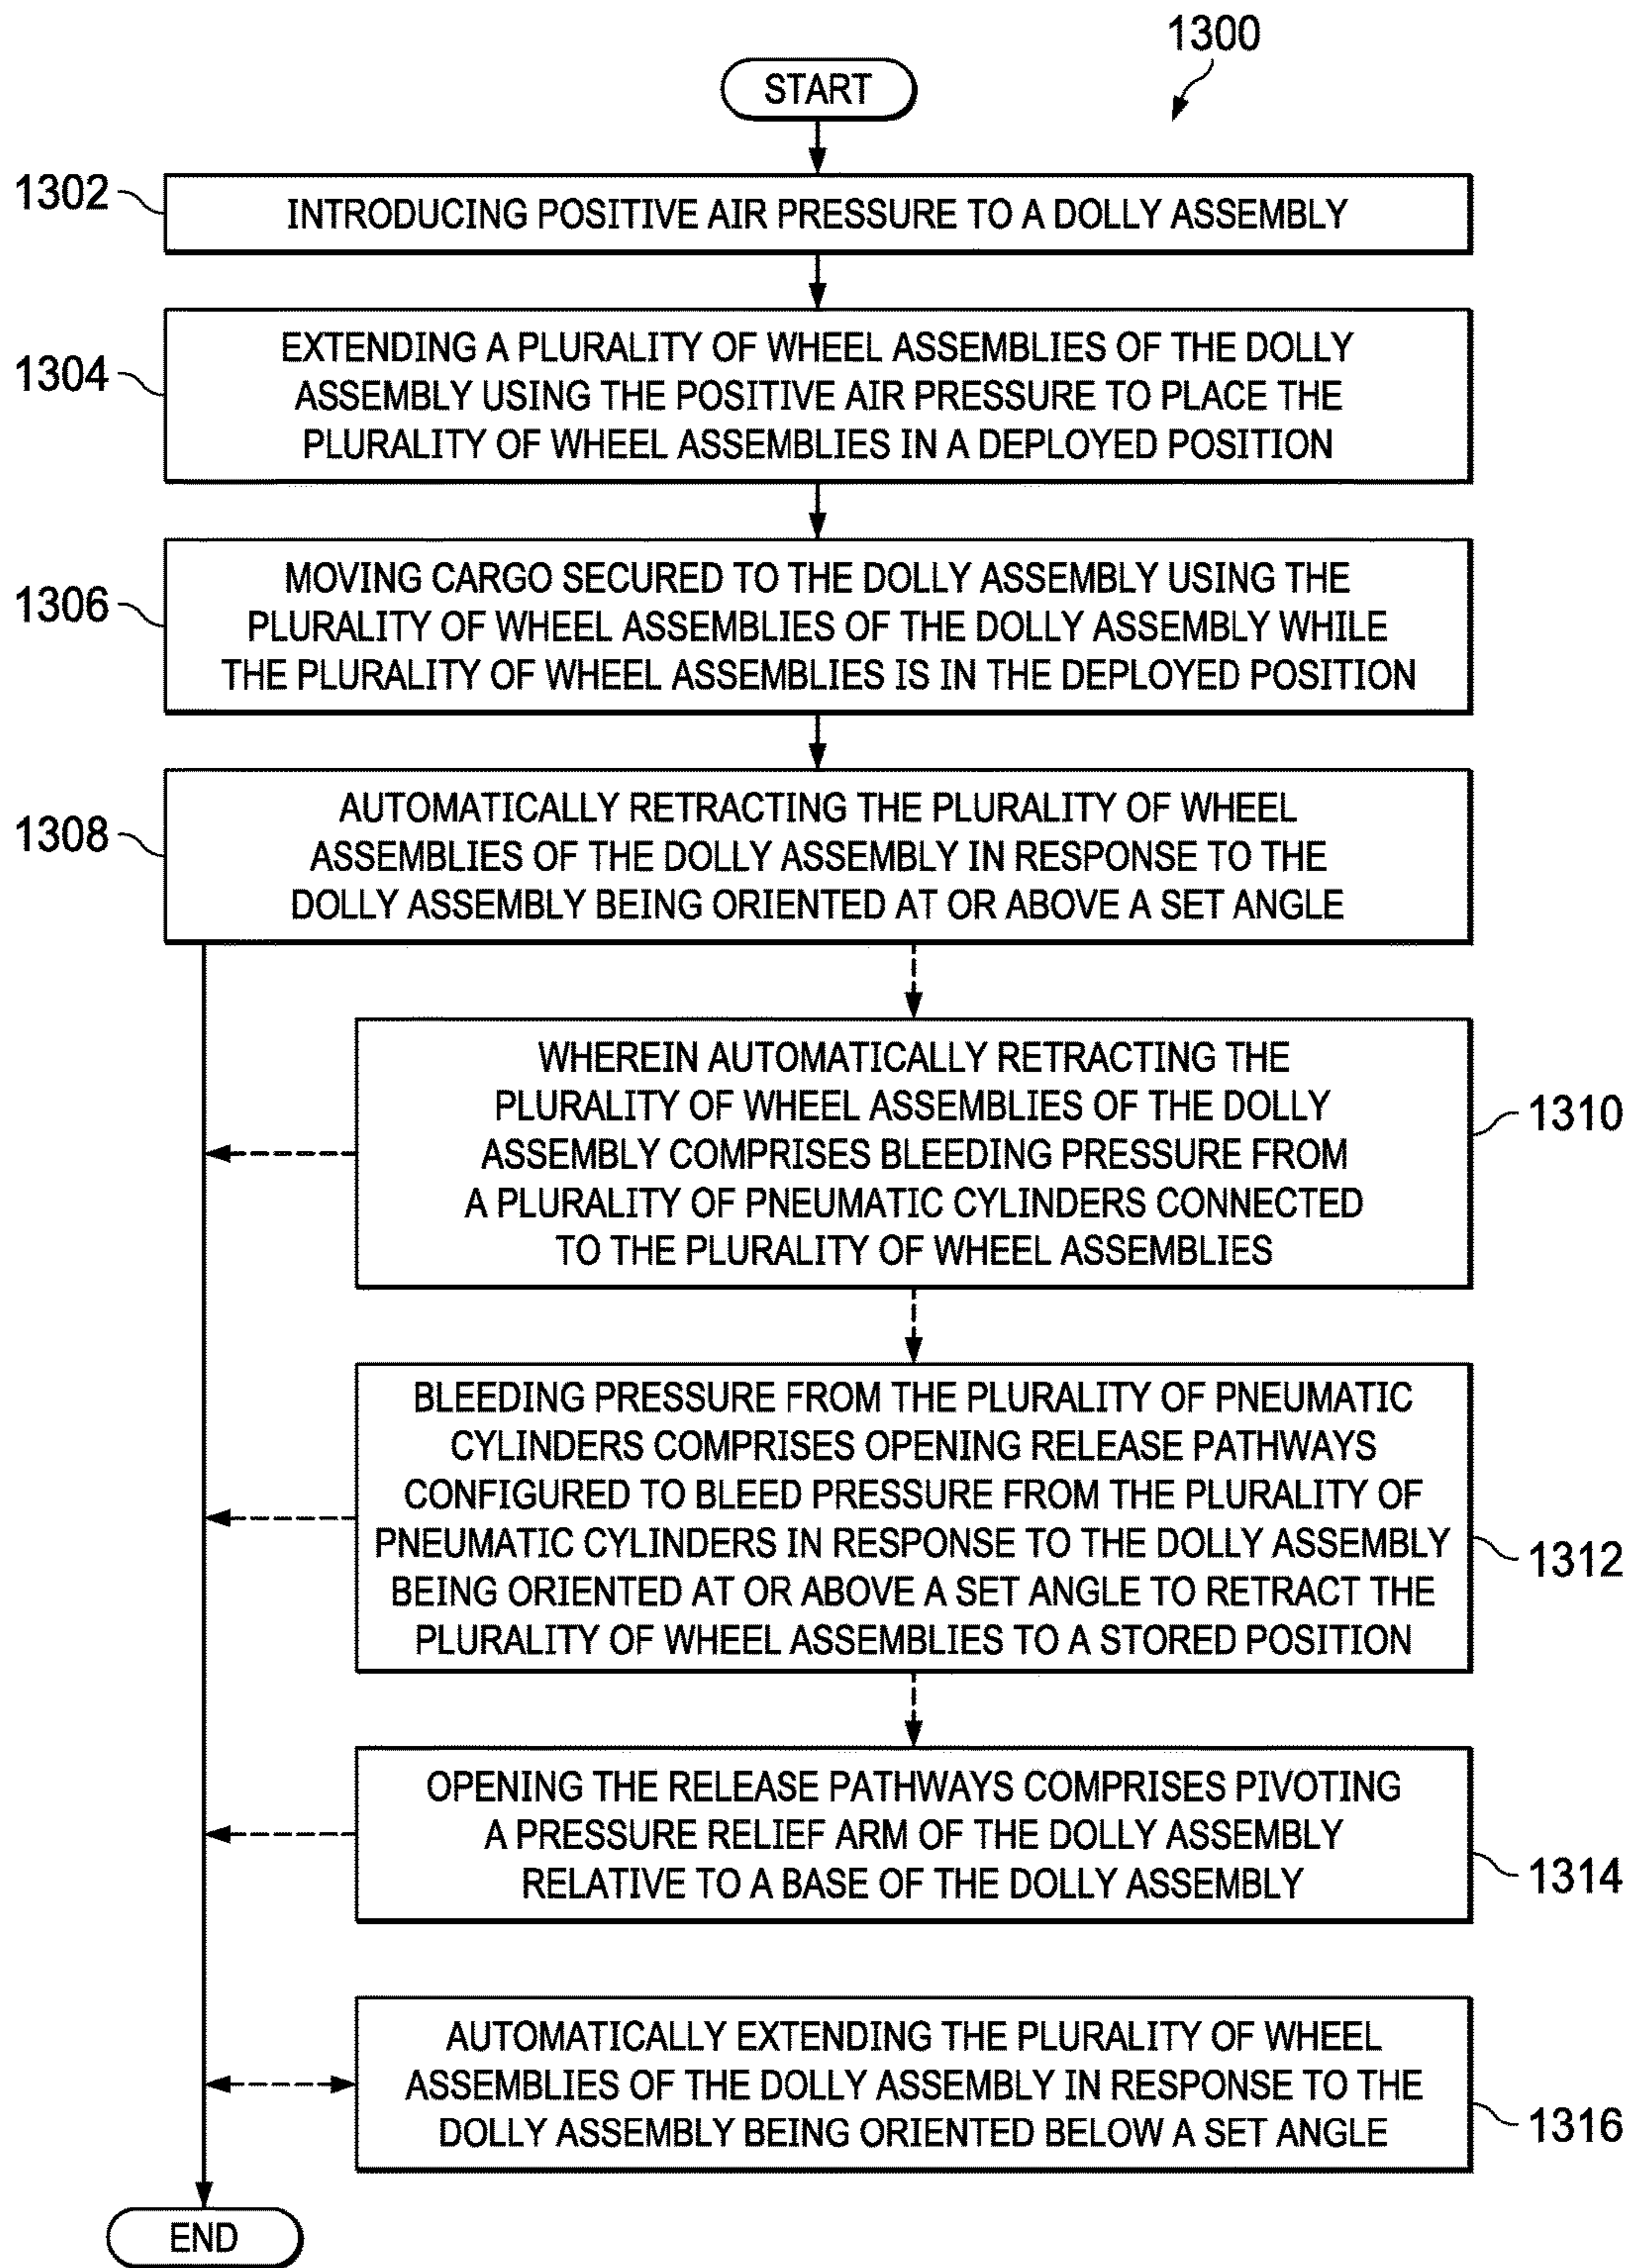 1300
START
1302
INTRODUCING POSITIVE AIR PRESSURE TO A DOLLY ASSEMBLY
1304
EXTENDING A PLURALITY OF WHEEL ASSEMBLIES OF THE DOLLY
ASSEMBLY USING THE POSITIVE AIR PRESSURE TO PLACE THE
PLURALITY OF WHEEL ASSEMBLIES IN A DEPLOYED POSITION
1306
MOVING CARGO SECURED TO THE DOLLY ASSEMBLY USING THE
PLURALITY OF WHEEL ASSEMBLIES OF THE DOLLY ASSEMBLY WHILE
THE PLURALITY OF WHEEL ASSEMBLIES IS IN THE DEPLOYED POSITION
1308
AUTOMATICALLY RETRACTING THE PLURALITY OF WHEEL
ASSEMBLIES OF THE DOLLY ASSEMBLY IN RESPONSE TO THE
DOLLY ASSEMBLY BEING ORIENTED AT OR ABOVE A SET ANGLE
WHEREIN AUTOMATICALLY RETRACTING THE
PLURALITY OF WHEEL ASSEMBLIES OF THE DOLLY
ASSEMBLY COMPRISES BLEEDING PRESSURE FROM
A PLURALITY OF PNEUMATIC CYLINDERS CONNECTED
TO THE PLURALITY OF WHEEL ASSEMBLIES
1310
BLEEDING PRESSURE FROM THE PLURALITY OF PNEUMATIC
CYLINDERS COMPRISES OPENING RELEASE PATHWAYS
CONFIGURED TO BLEED PRESSURE FROM THE PLURALITY OF
PNEUMATIC CYLINDERS IN RESPONSE TO THE DOLLY ASSEMBLY
BEING ORIENTED AT OR ABOVE A SET ANGLE TO RETRACT THE
PLURALITY OF WHEEL ASSEMBLIES TO A STORED POSITION
1312
OPENING THE RELEASE PATHWAYS COMPRISES PIVOTING
A PRESSURE RELIEF ARM OF THE DOLLY ASSEMBLY
RELATIVE TO A BASE OF THE DOLLY ASSEMBLY
1314
AUTOMATICALLY EXTENDING THE PLURALITY OF WHEEL
ASSEMBLIES OF THE DOLLY ASSEMBLY IN RESPONSE TO THE
DOLLY ASSEMBLY BEING ORIENTED BELOW A SET ANGLE
1316
END